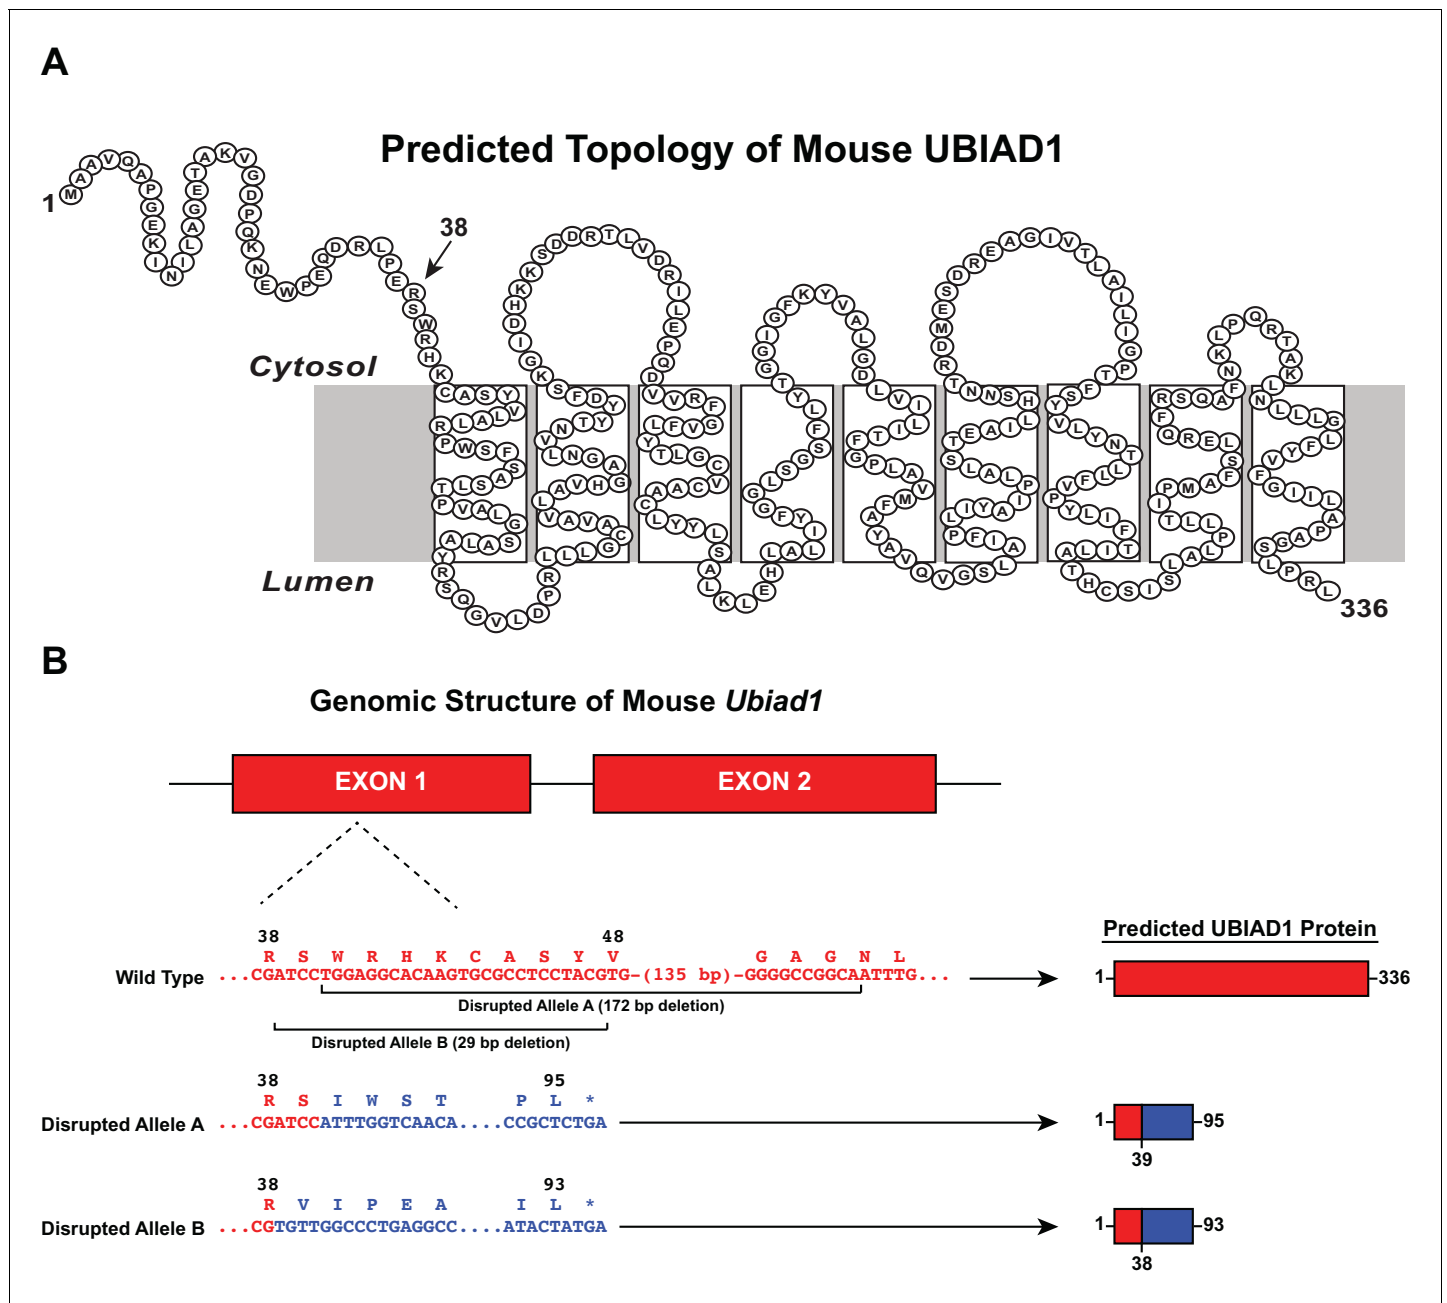 A
Predicted Topology of Mouse UBIAD1
1
MAAVQAPGEKINILAGETAKVGDPQKNEWPEQDRLPERSWRHKCASYVLALRPWSFSASLTPVALGSALAYRSQGVLDPRLLLGCAVAVLAVHGAGNLVNTYYDFSKGIDHKKSDDRTLVDRILEPQDVVRFGVFLYTLGCVCAACLYYLSALKLEHLALIYFGGLSGSFLYTGGIGFKYVALGDLVILITFGPLAVMFAYAVQVGSLAIFPLIYAIPLALSTEAILHSNNTRDMESDREAGIVTLAILIGPTFSYVLYNTLLFVPYLIFTILATHCSISLALPLLTIPMAFSLERQFRSQAFNKLPQRTAKLNLLLGLFYVFGIILAPAGSLPRL
38
Cytosol
Lumen
336
B
Genomic Structure of Mouse Ubiad1
EXON 1 EXON 2
Predicted UBIAD1 Protein
38 48
R S W R H K C A S Y V G A G N L
Wild Type ...CGATCCTGGAGGCACAAGTGCGCCTCCTACGTG-(135 bp)-GGGGCCGGCAATTTG... 1 336
Disrupted Allele A (172 bp deletion)
Disrupted Allele B (29 bp deletion)
38 95
R S I W S T P L *
Disrupted Allele A ...CGATCCATTTGGTCAACA....CCGCTCTGA 1 95
39
38 93
R V I P E A I L *
Disrupted Allele B ...CGTGTTGGCCCTGAGGCC....ATACTATGA 1 93
38